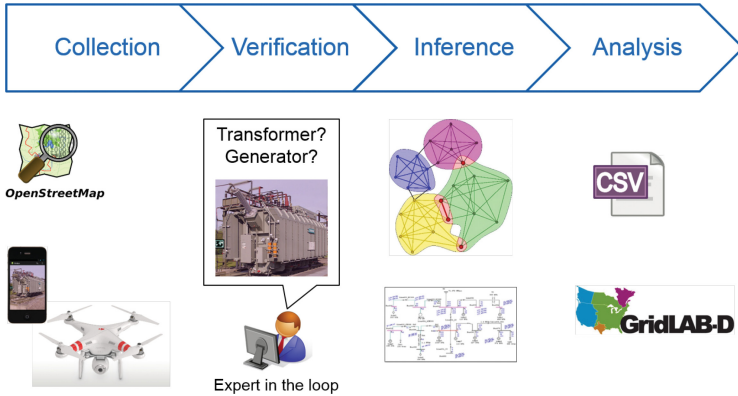 Collection
Verification
Inference
Analysis
OpenStreetMap
Transformer?
Generator?
CSV
GridLAB-D
Expert in the loop